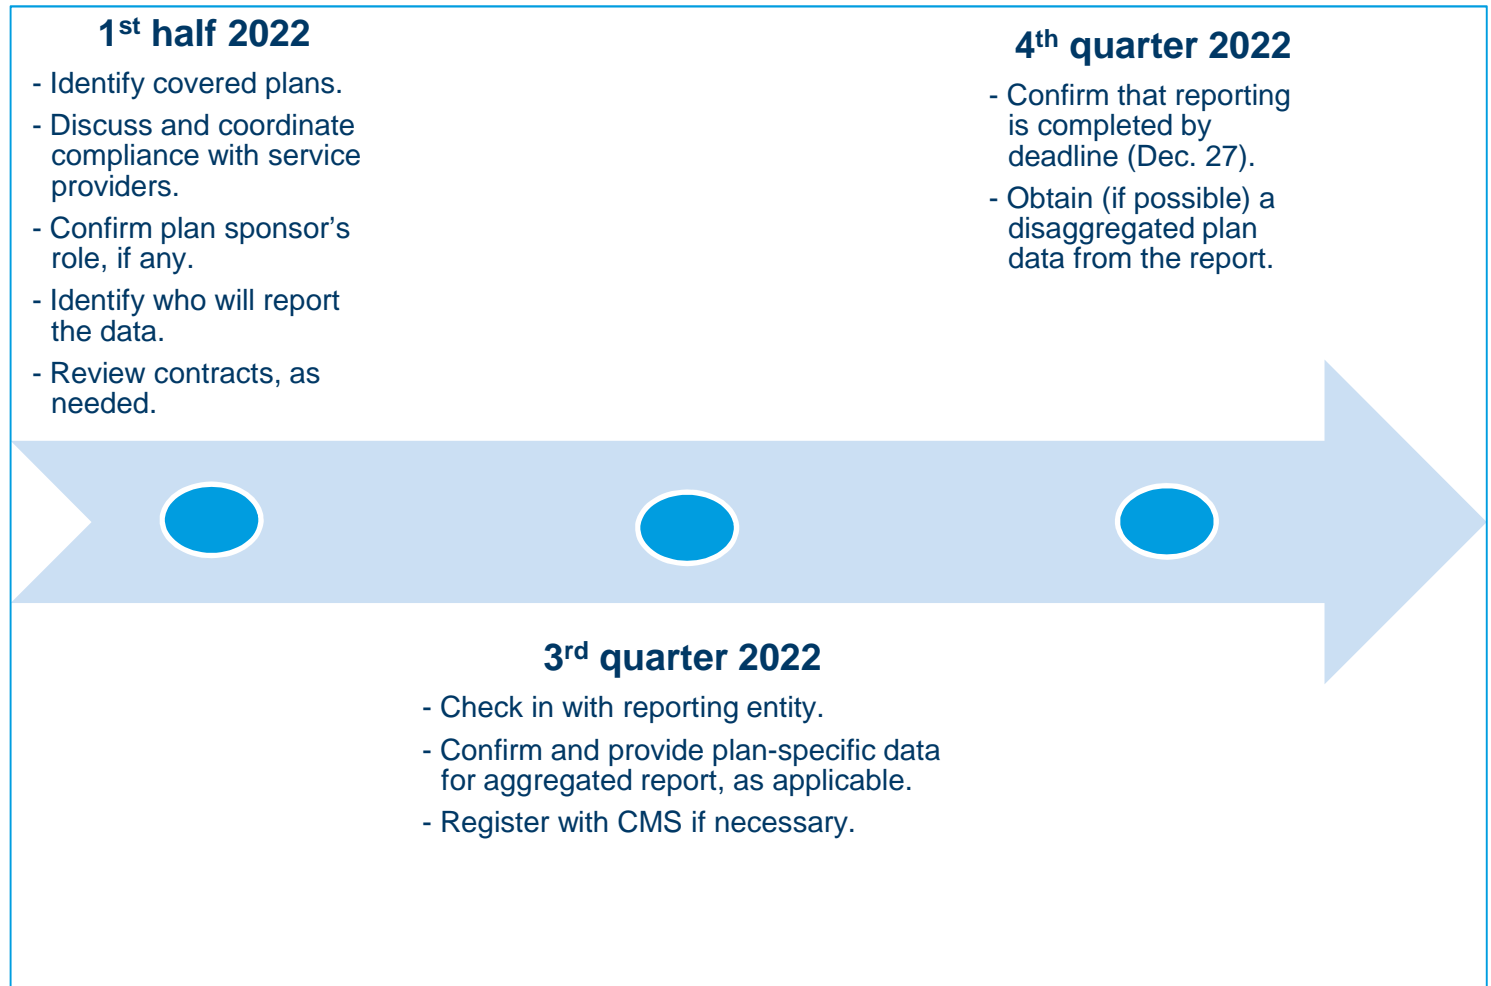 1st half 2022
- Identify covered plans.
- Discuss and coordinate
compliance with service
providers.
- Confirm plan sponsor’s
role, if any.
- Identify who will report
the data.
- Review contracts, as
needed.
4th quarter 2022
- Confirm that reporting
is completed by
deadline (Dec. 27).
- Obtain (if possible) a
disaggregated plan
data from the report.
3rd quarter 2022
- Check in with reporting entity.
- Confirm and provide plan-specific data
for aggregated report, as applicable.
- Register with CMS if necessary.